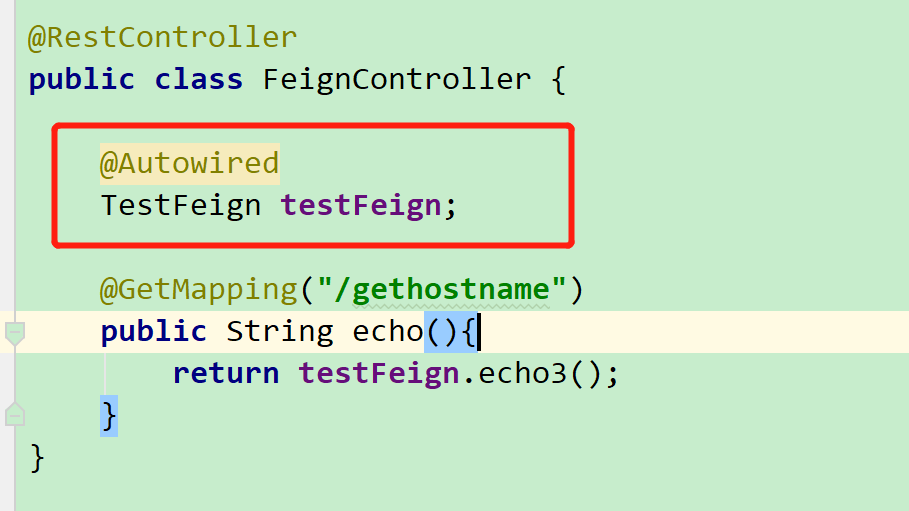 @RestController
public class FeignController {
@Autowired
TestFeign testFeign;
@GetMapping("/gethostname")
public String echo(){
return testFeign.echo3();
}
}